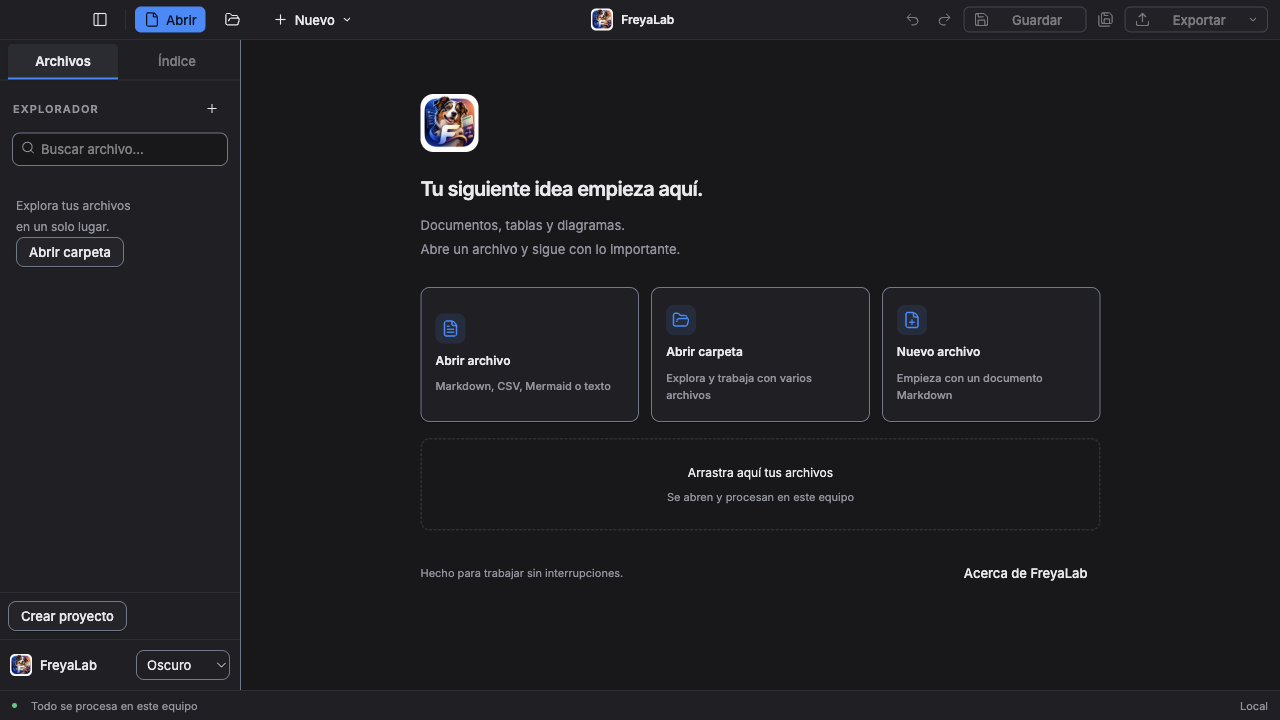 Abrir
Nuevo
FreyaLab
Guardar
Exportar
Archivos
Índice
EXPLORADOR
Buscar archivo...
Explora tus archivos
en un solo lugar.
Abrir carpeta
Tu siguiente idea empieza aquí.
Documentos, tablas y diagramas.
Abre un archivo y sigue con lo importante.
Abrir archivo
Markdown, CSV, Mermaid o texto
Abrir carpeta
Explora y trabaja con varios
archivos
Nuevo archivo
Empieza con un documento
Markdown
Arrastra aquí tus archivos
Se abren y procesan en este equipo
Hecho para trabajar sin interrupciones.
Acerca de FreyaLab
Crear proyecto
FreyaLab
Oscuro
Todo se procesa en este equipo
Local